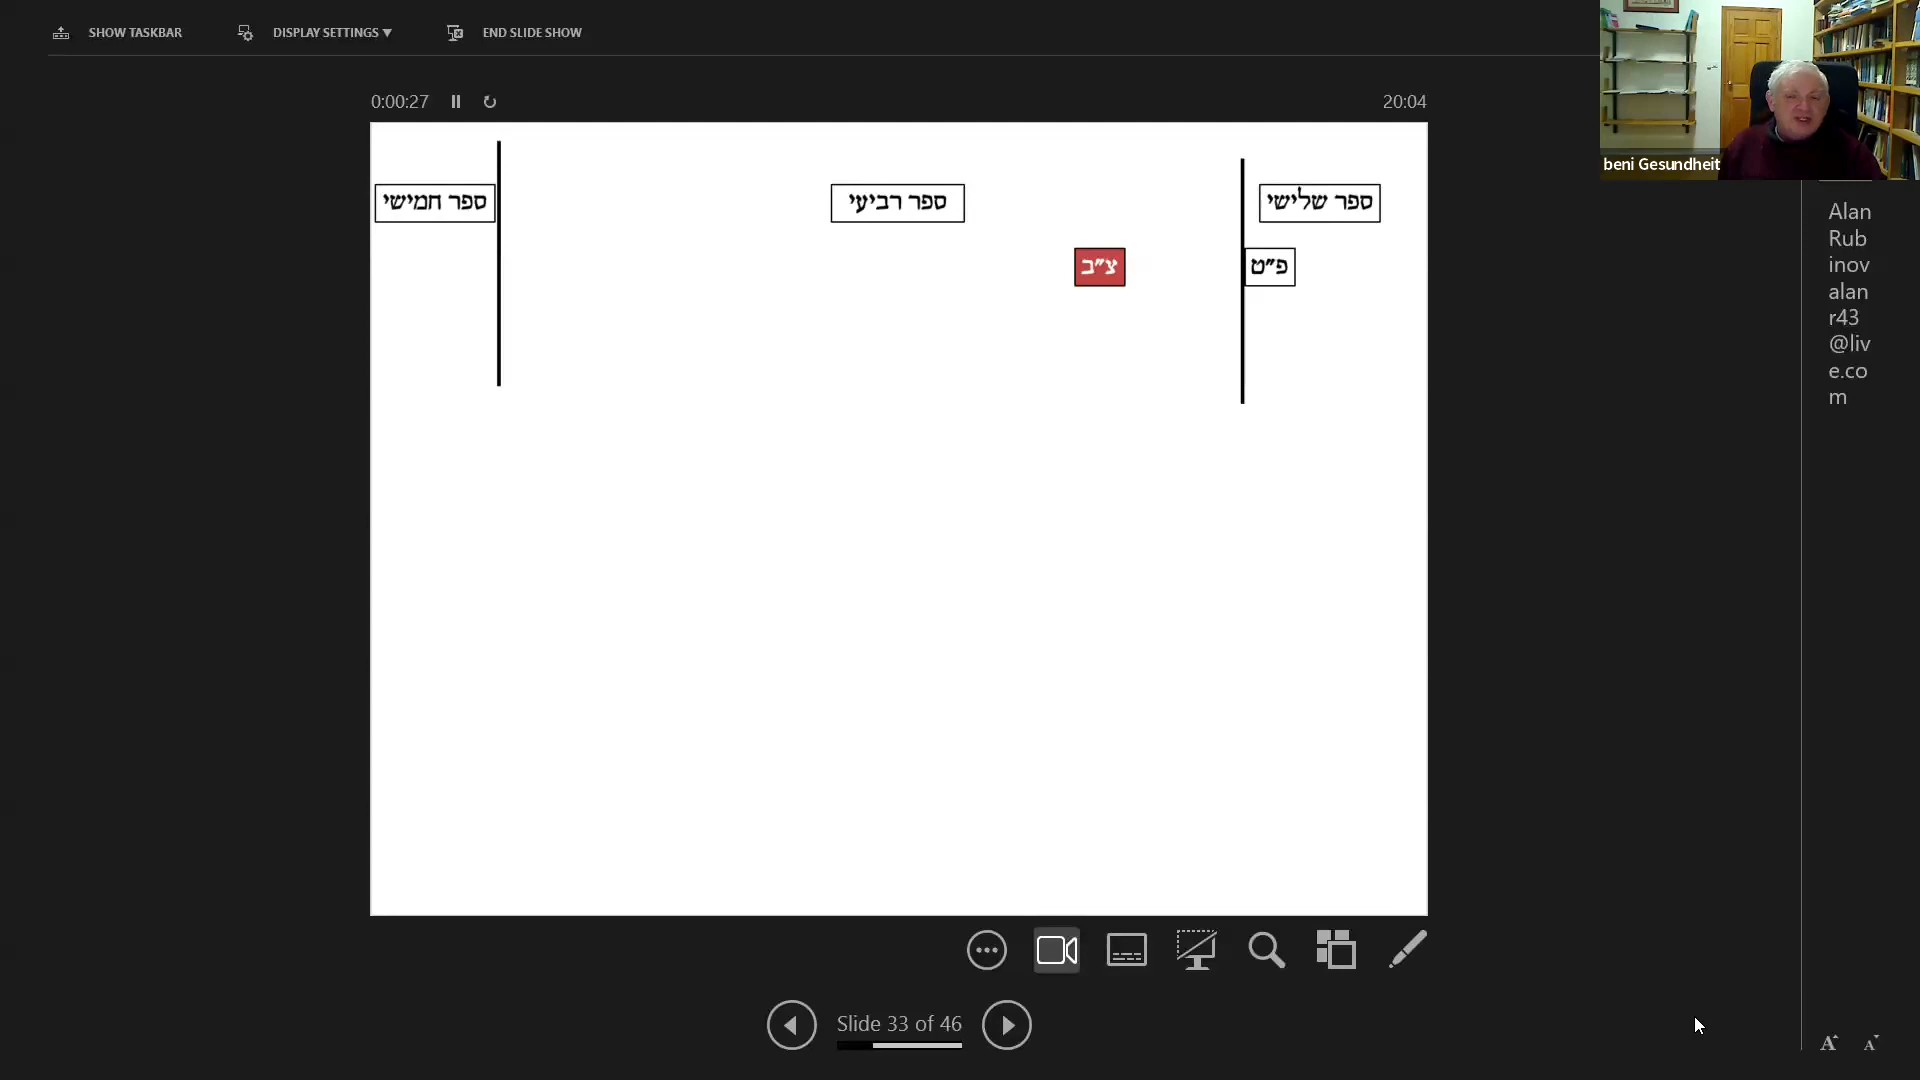 SHOW TASKBAR
DISPLAY SETTINGS ▼
END SLIDE SHOW
0:00:27
20:04
beni Gesundheit
ספר שלישי
ספר רביעי
ספר חמישי
פ״ט
צ״ב
Alan
Rub
inov
alan
r43
@liv
e.co
m
Slide 33 of 46
A
A